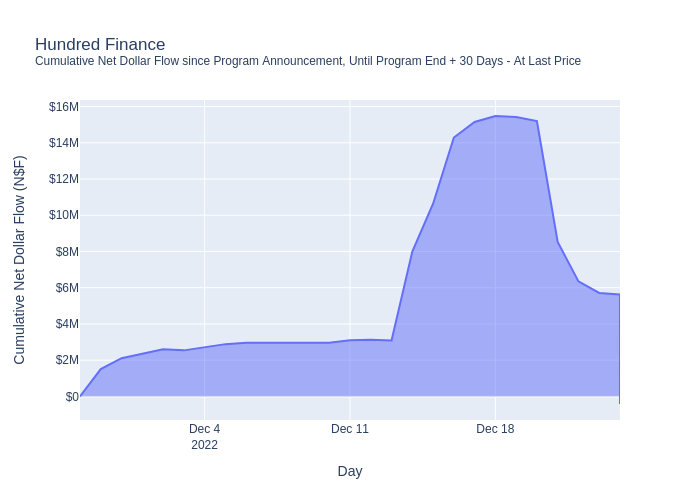 Hundred Finance
Cumulative Net Dollar Flow since Program Announcement, Until Program End + 30 Days - At Last Price
Cumulative Net Dollar Flow (N$F)
$16M
$14M
$12M
$10M
$8M
$6M
$4M
$2M
$0
Dec 4
2022
Dec 11
Dec 18
Day